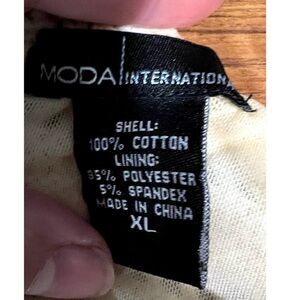 MODA INTERNATION
SHELL:
100% COTTON
LINING:
95% POLYESTER
5% SPANDEX
MADE IN CHINA
XL